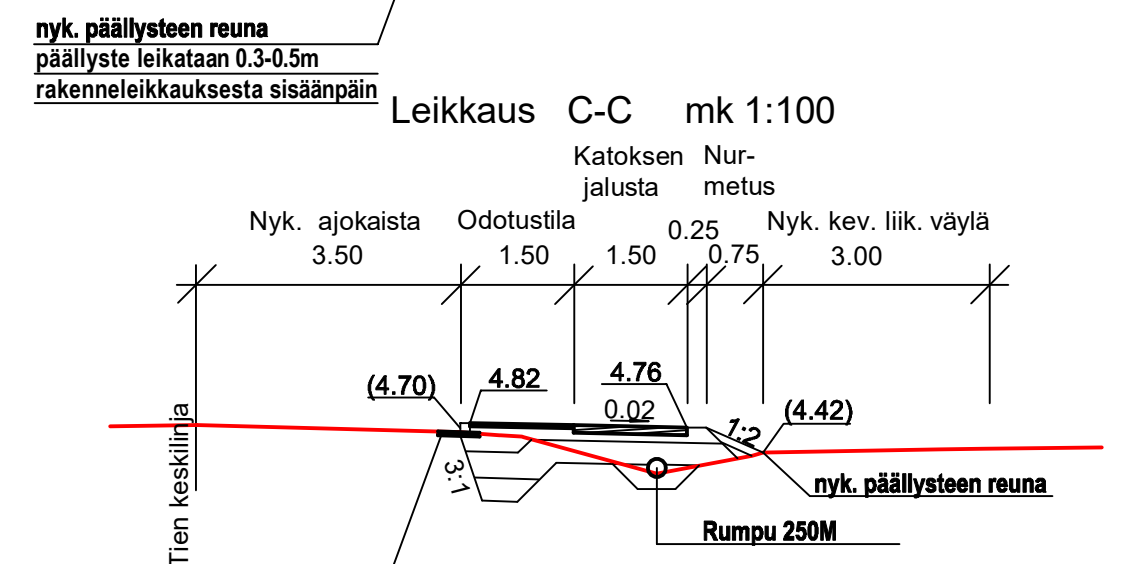 nyk. päällysteen reuna
päällyste leikataan 0.3-0.5m
rakenneleikkauksesta sisäänpäin
Leikkaus C-C mk 1:100
Katoksen Nur-
jalusta metus
Nyk. ajokaista Odotustila 0.25 Nyk. kev. liik. väylä
3.50 1.50 1.50 0.75 3.00
(4.70) 4.82 4.76
0.02 (4.42)
1:2
3:1
Tien keskilinja
nyk. päällysteen reuna
Rumpu 250M